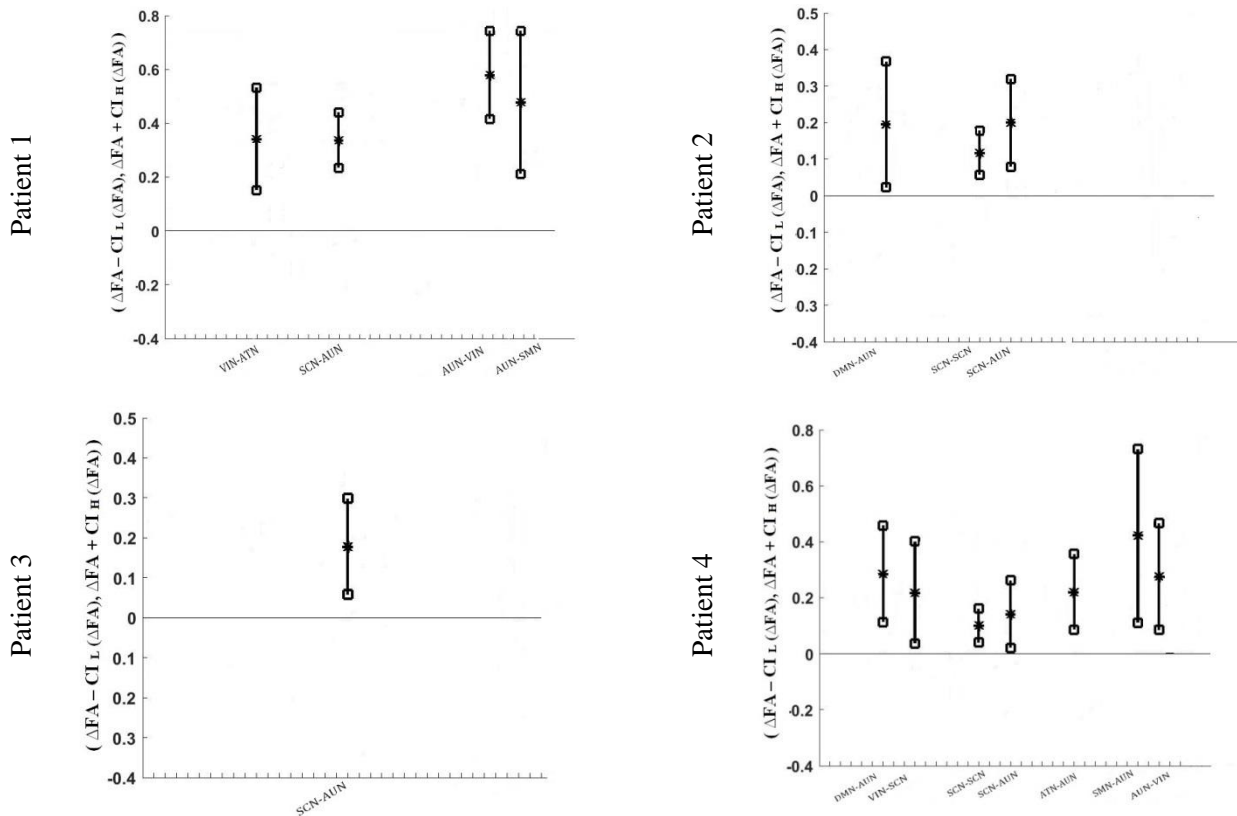 Patient 1
( ΔFA – CI L (ΔFA), ΔFA + CI H (ΔFA) )
0.8
0.6
0.4
0.2
0
-0.2
-0.4
VIN-ATN
SCN-AUN
AUN-VIN
AUN-SMN
Patient 2
( ΔFA – CI L (ΔFA), ΔFA + CI H (ΔFA) )
0.5
0.4
0.3
0.2
0.1
0
0.1
0.2
0.3
0.3
-0.4
DMN-AUN
SCN-SCN
SCN-AUN
Patient 3
( ΔFA – CI L (ΔFA), ΔFA + CI H (ΔFA) )
0.5
0.4
0.3
0.2
0.1
0
0.1
0.2
0.3
-0.4
SCN-AUN
Patient 4
( ΔFA – CI L (ΔFA), ΔFA + CI H (ΔFA) )
0.8
0.6
0.4
0.2
0
-0.2
-0.4
DMN-AUN
VIN-SCN
SCN-SCN
SCN-AUN
ATN-AUN
SMN-AUN
AUN-VIN